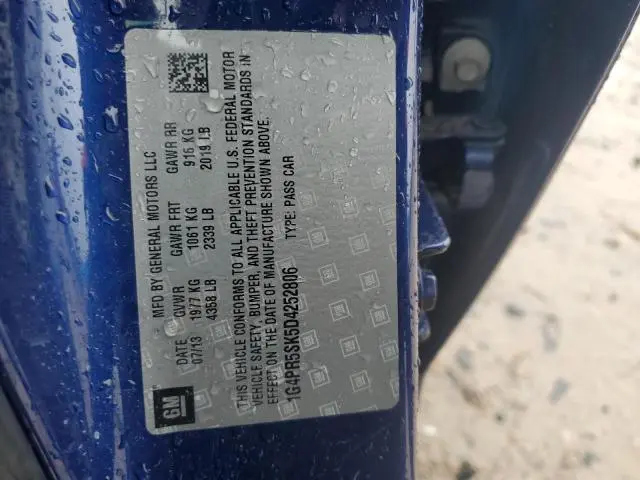 MFD BY GENERAL MOTORS LLC
DATE GVWR GAWR FRT GAWR RR
07/13 1977 KG 1061 KG 916 KG
4358 LB 2339 LB 2019 LB
THIS VEHICLE CONFORMS TO ALL APPLICABLE U.S. FEDERAL MOTOR
VEHICLE SAFETY, BUMPER, AND THEFT PREVENTION STANDARDS IN
EFFECT ON THE DATE OF MANUFACTURE SHOWN ABOVE.
1G4PR5SK5D4252806 TYPE: PASS CAR
GM